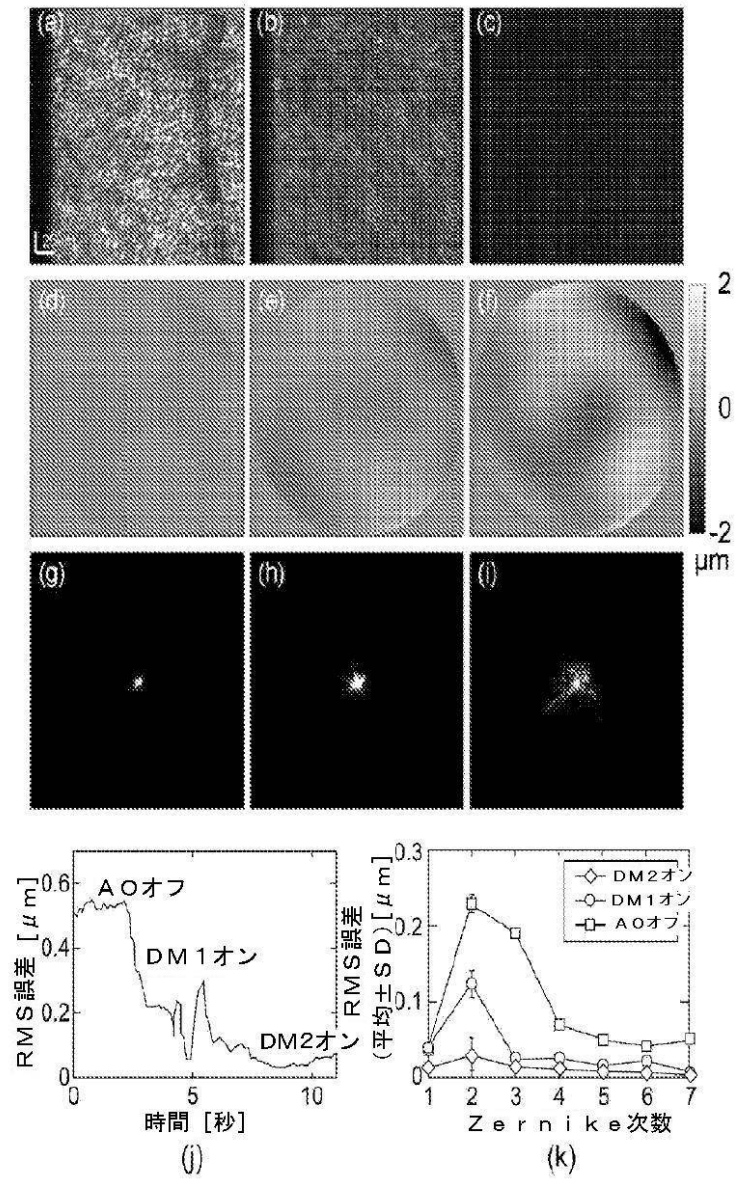 (a) (b) (c)
(d) (e) (f)
2
0
-2
μm
(g) (h) (i)
RMS誤差 [μm]
0.6
0.4
0.2
0
AOオフ
DM1オン
DM2オン
0 5 10
時間 [秒]
(j)
RMS誤差
(平均±SD)[μm]
0.3
0.2
0.1
0
DM2オン
DM1オン
AOオフ
1 2 3 4 5 6 7
Zernike次数
(k)